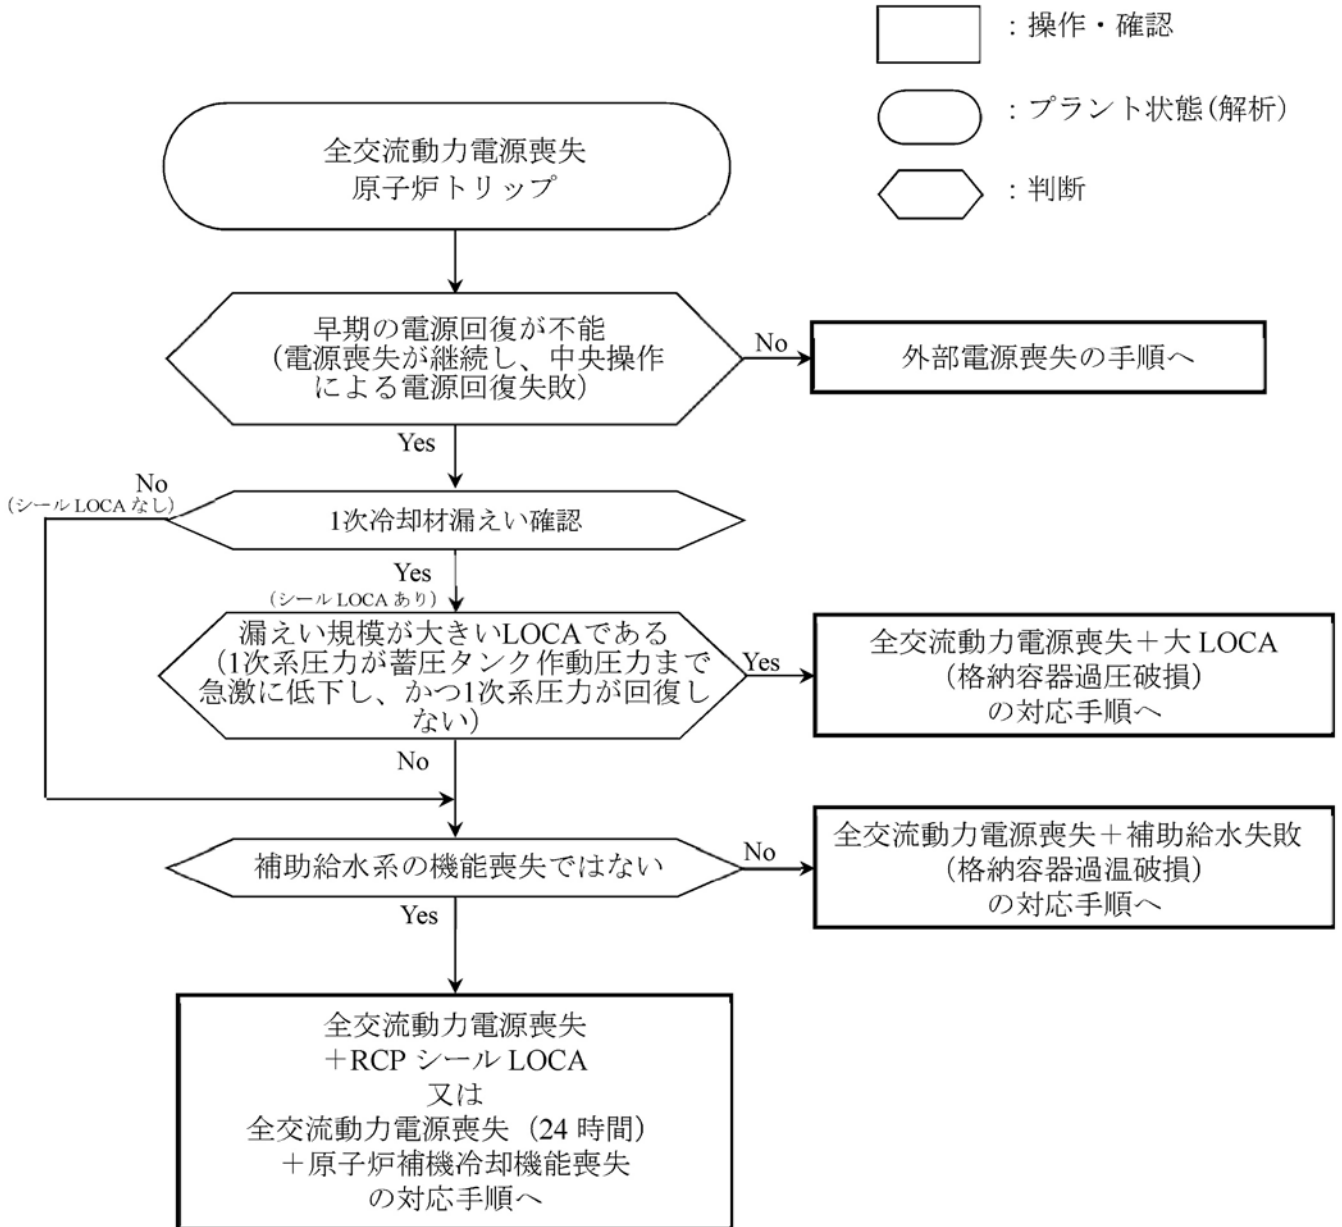 ：操作・確認
：プラント状態(解析)
：判断
全交流動力電源喪失
原子炉トリップ
早期の電源回復が不能
（電源喪失が継続し、中央操作
による電源回復失敗）
No
外部電源喪失の手順へ
Yes
No
（シール LOCA なし）
1次冷却材漏えい確認
Yes
（シール LOCA あり）
漏えい規模が大きいLOCAである
（1次系圧力が蓄圧タンク作動圧力まで
急激に低下し、かつ1次系圧力が回復し
ない）
Yes
全交流動力電源喪失＋大 LOCA
（格納容器過圧破損）
の対応手順へ
No
補助給水系の機能喪失ではない
No
全交流動力電源喪失＋補助給水失敗
（格納容器過温破損）
の対応手順へ
Yes
全交流動力電源喪失
＋RCP シール LOCA
又は
全交流動力電源喪失（24 時間）
＋原子炉補機冷却機能喪失
の対応手順へ